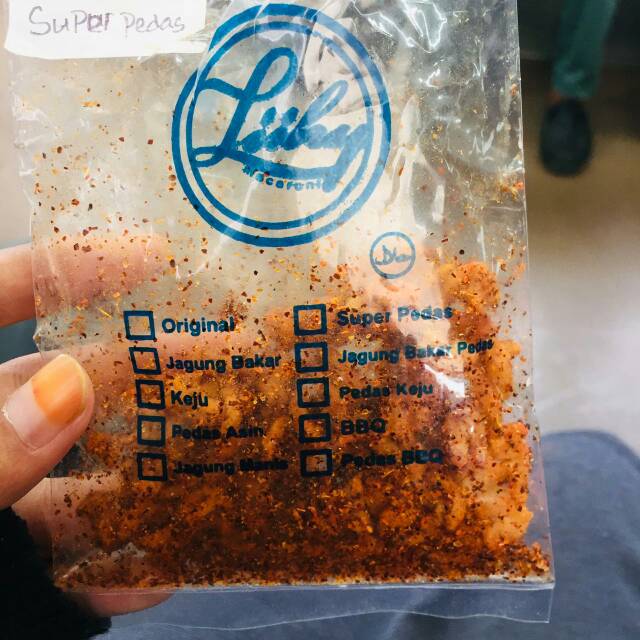 Super Pedas
Lücky
Macaroni
Original
Jagung Bakar
Keju
Pedas Asin
Jagung Manis
Super Pedas
Jagung Bakar Pedas
Pedas Keju
BBQ
Pedas BBQ